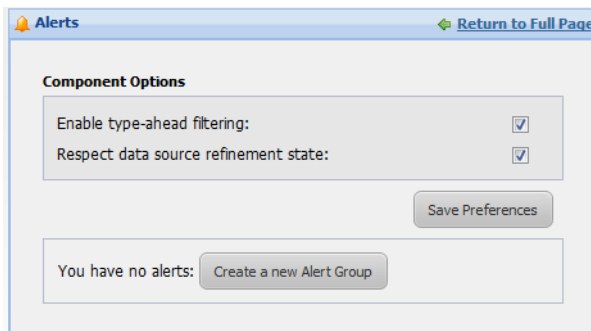 Alerts
Return to Full Page
Component Options
Enable type-ahead filtering:
Respect data source refinement state:
Save Preferences
You have no alerts: Create a new Alert Group